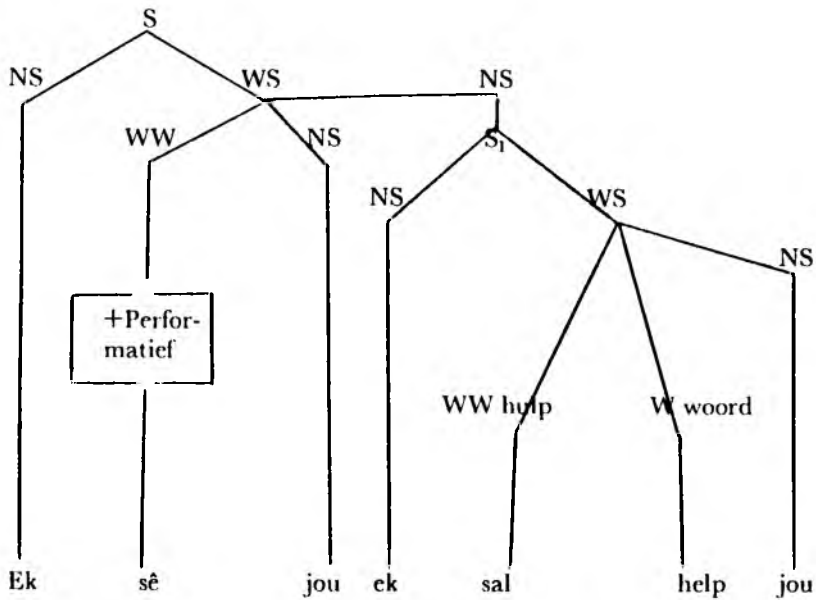 S
NS WS NS
WW NS S₁
NS WS
NS
+Perfor-
matief
WW hulp W woord
Ek sê jou ek sal help jou